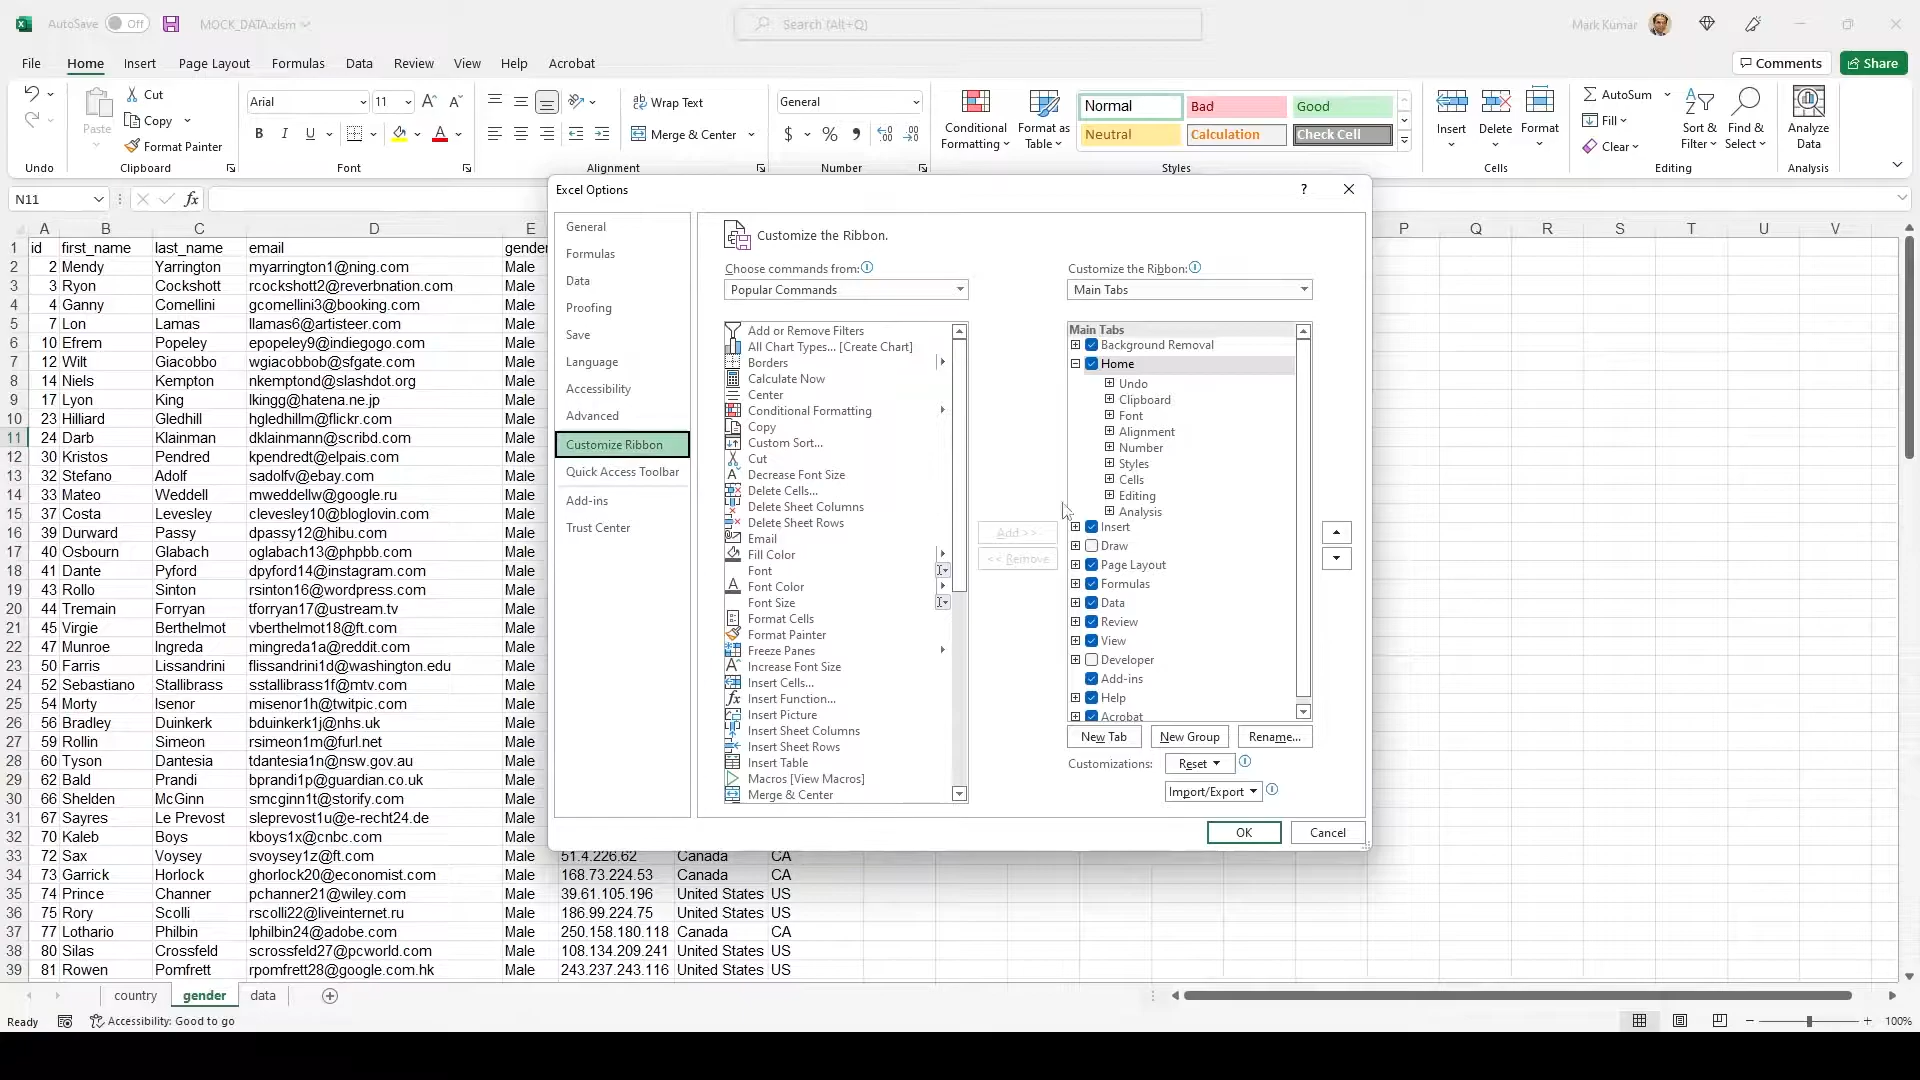 AutoSave Off MOCK_DATA.xlsm Search (Alt+Q) Mark Kumar
File Home Insert Page Layout Formulas Data Review View Help Acrobat Comments Share
Undo
Paste Cut Copy Format Painter
Clipboard
Arial 11
B I U
Font
Wrap Text
Merge & Center
Alignment
General
$ % ,
Number
Conditional Formatting
Format as Table
Normal Bad Good
Neutral Calculation Check Cell
Styles
Insert Delete Format
Cells
AutoSum
Fill
Clear
Sort & Filter
Find & Select
Editing
Analyze Data
Analysis
N11 fx
Excel Options ?
General
Formulas
Data
Proofing
Save
Language
Accessibility
Advanced
Customize Ribbon
Quick Access Toolbar
Add-ins
Trust Center
Customize the Ribbon.
Choose commands from:
Popular Commands
Add or Remove Filters
All Chart Types... [Create Chart]
Borders
Calculate Now
Center
Conditional Formatting
Copy
Custom Sort...
Cut
Decrease Font Size
Delete Cells...
Delete Sheet Columns
Delete Sheet Rows
Email
Fill Color
Font
Font Color
Font Size
Format Cells
Format Painter
Freeze Panes
Increase Font Size
Insert Cells...
Insert Function...
Insert Picture
Insert Sheet Columns
Insert Sheet Rows
Insert Table
Macros [View Macros]
Merge & Center
Add >>
<< Remove
Customize the Ribbon:
Main Tabs
Main Tabs
Background Removal
Home
Undo
Clipboard
Font
Alignment
Number
Styles
Cells
Editing
Analysis
Insert
Draw
Page Layout
Formulas
Data
Review
View
Developer
Add-ins
Help
Acrobat
New Tab New Group Rename...
Customizations: Reset
Import/Export
OK Cancel
A B C D E P Q R S T U V
1 id first_name last_name email gender
2 2 Mendy Yarrington myarrington1@ning.com Male
3 3 Ryon Cockshott rcockshott2@reverbnation.com Male
4 4 Ganny Comellini gcomellini3@booking.com Male
5 7 Lon Lamas llamas6@artisteer.com Male
6 10 Efrem Popeley epopeley9@indiegogo.com Male
7 12 Wilt Giacobbo wgiacobbob@sfgate.com Male
8 14 Niels Kempton nkemptond@slashdot.org Male
9 17 Lyon King lkingg@hatena.ne.jp Male
10 23 Hilliard Gledhill hgledhillm@flickr.com Male
11 24 Darb Klainman dklainmann@scribd.com Male
12 30 Kristos Pendred kpendredt@elpais.com Male
13 32 Stefano Adolf sadolfv@ebay.com Male
14 33 Mateo Weddell mweddellw@google.ru Male
15 37 Costa Levesley clevesley10@bloglovin.com Male
16 39 Durward Passy dpassy12@hibu.com Male
17 40 Osbourn Glabach oglabach13@phpbb.com Male
18 41 Dante Pyford dpyford14@instagram.com Male
19 43 Rollo Sinton rsinton16@wordpress.com Male
20 44 Tremain Forryan tforryan17@ustream.tv Male
21 45 Virgie Berthelmot vberthelmot18@ft.com Male
22 47 Munroe Ingreda mingreda1a@reddit.com Male
23 50 Farris Lissandrini flissandrini1d@washington.edu Male
24 52 Sebastiano Stallibrass sstallibrass1f@mtv.com Male
25 54 Morty Isenor misenor1h@twitpic.com Male
26 56 Bradley Duinkerk bduinkerk1j@nhs.uk Male
27 59 Rollin Simeon rsimeon1m@furl.net Male
28 60 Tyson Dantesia tdantesia1n@nsw.gov.au Male
29 62 Bald Prandi bprandi1p@guardian.co.uk Male
30 66 Shelden McGinn smcginn1t@storify.com Male
31 67 Sayres Le Prevost sleprevost1u@e-recht24.de Male
32 70 Kaleb Boys kboys1x@cnbc.com Male
33 72 Sax Voysey svoysey1z@ft.com Male 51.4.226.62 Canada CA
34 73 Garrick Horlock ghorlock20@economist.com Male 168.73.224.53 Canada CA
35 74 Prince Channer pchanner21@wiley.com Male 39.61.105.196 United States US
36 75 Rory Scolli rscolli22@liveinternet.ru Male 186.99.224.75 United States US
37 77 Lothario Philbin lphilbin24@adobe.com Male 250.158.180.118 Canada CA
38 80 Silas Crossfeld scrossfeld27@pcworld.com Male 108.134.209.241 United States US
39 81 Rowen Pomfrett rpomfrett28@google.com.hk Male 243.237.243.116 United States US
country gender data
Ready Accessibility: Good to go 100%